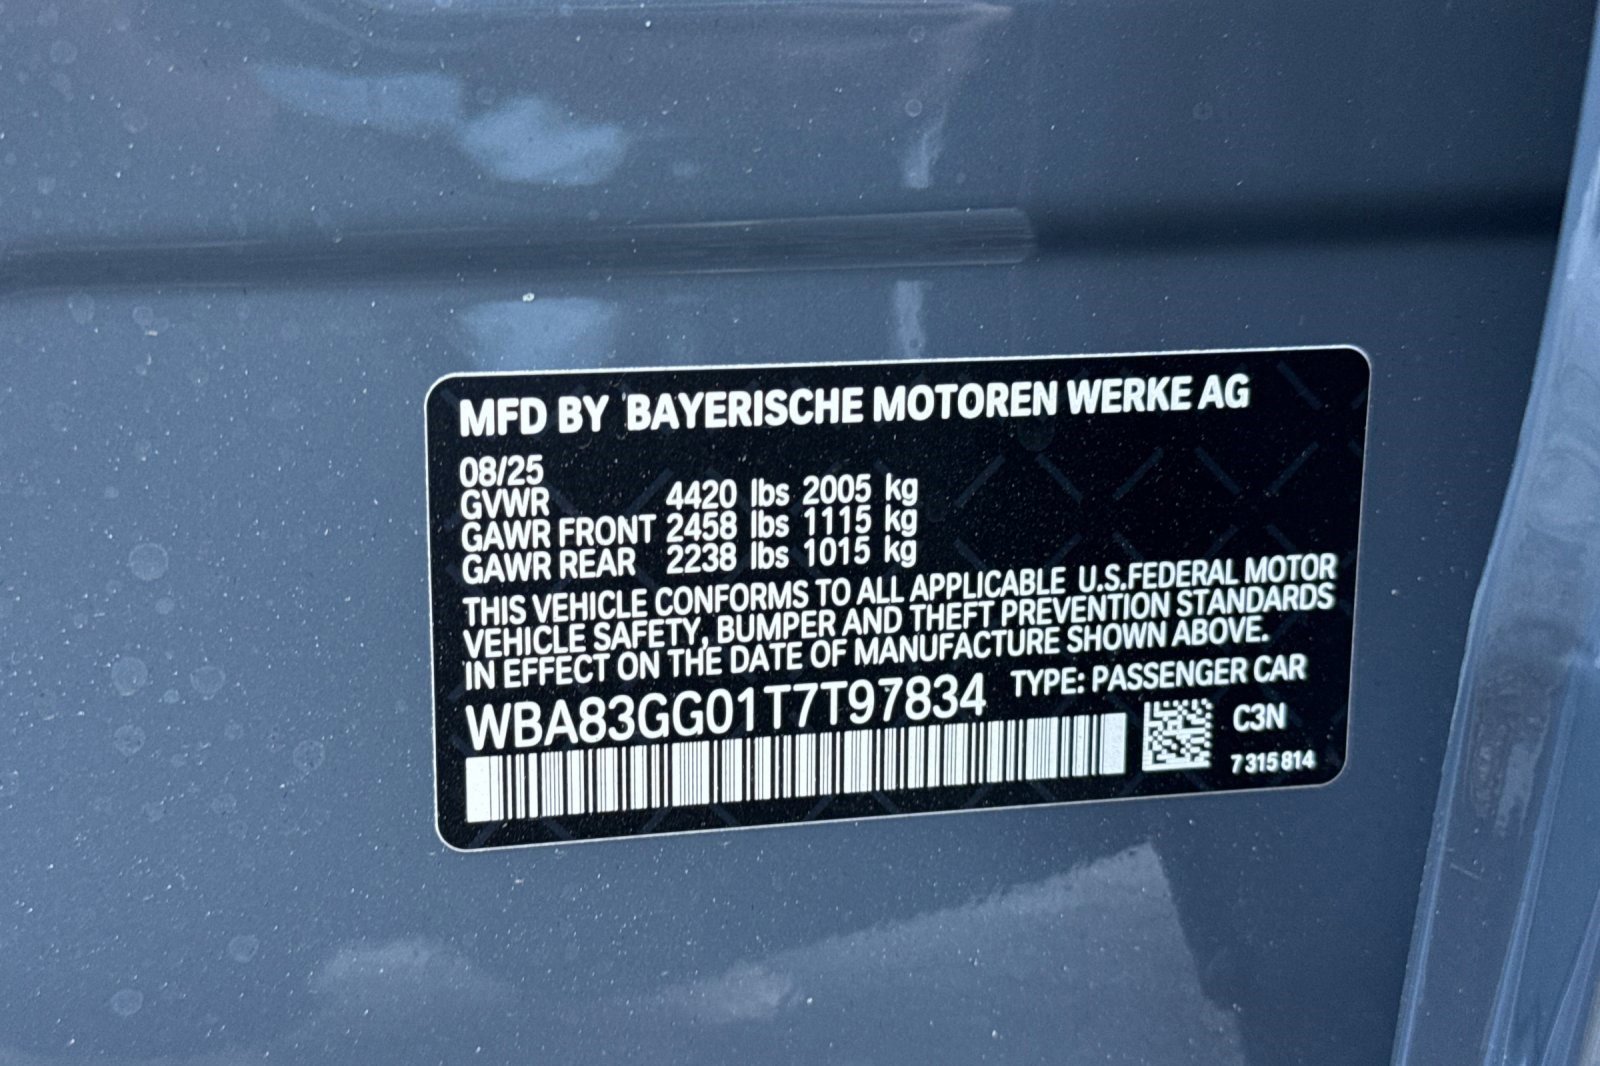 MFD BY BAYERISCHE MOTOREN WERKE AG
08/25
GVWR 4420 lbs 2005 kg
GAWR FRONT 2458 lbs 1115 kg
GAWR REAR 2238 lbs 1015 kg
THIS VEHICLE CONFORMS TO ALL APPLICABLE U.S.FEDERAL MOTOR
VEHICLE SAFETY, BUMPER AND THEFT PREVENTION STANDARDS
IN EFFECT ON THE DATE OF MANUFACTURE SHOWN ABOVE.
WBA83GG01T7T97834 TYPE: PASSENGER CAR
C3N
7 315 814